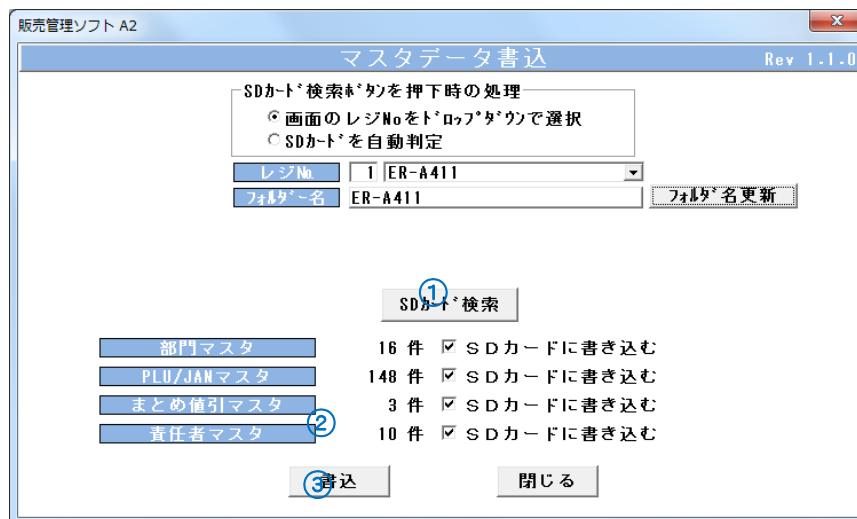 販売管理ソフト A2
マスタデータ書込 Rev 1.1.0
SDカード検索ボタンを押下時の処理
画面のレジNoをドロップダウンで選択
SDカードを自動判定
レジNo. 1 ER-A411
フォルダー名 ER-A411 フォルダ名更新
①
SDカード検索
部門マスタ 16 件 SDカードに書き込む
PLU/JANマスタ 148 件 SDカードに書き込む
まとめ値引マスタ 3 件 SDカードに書き込む
②
責任者マスタ 10 件 SDカードに書き込む
③書込 閉じる